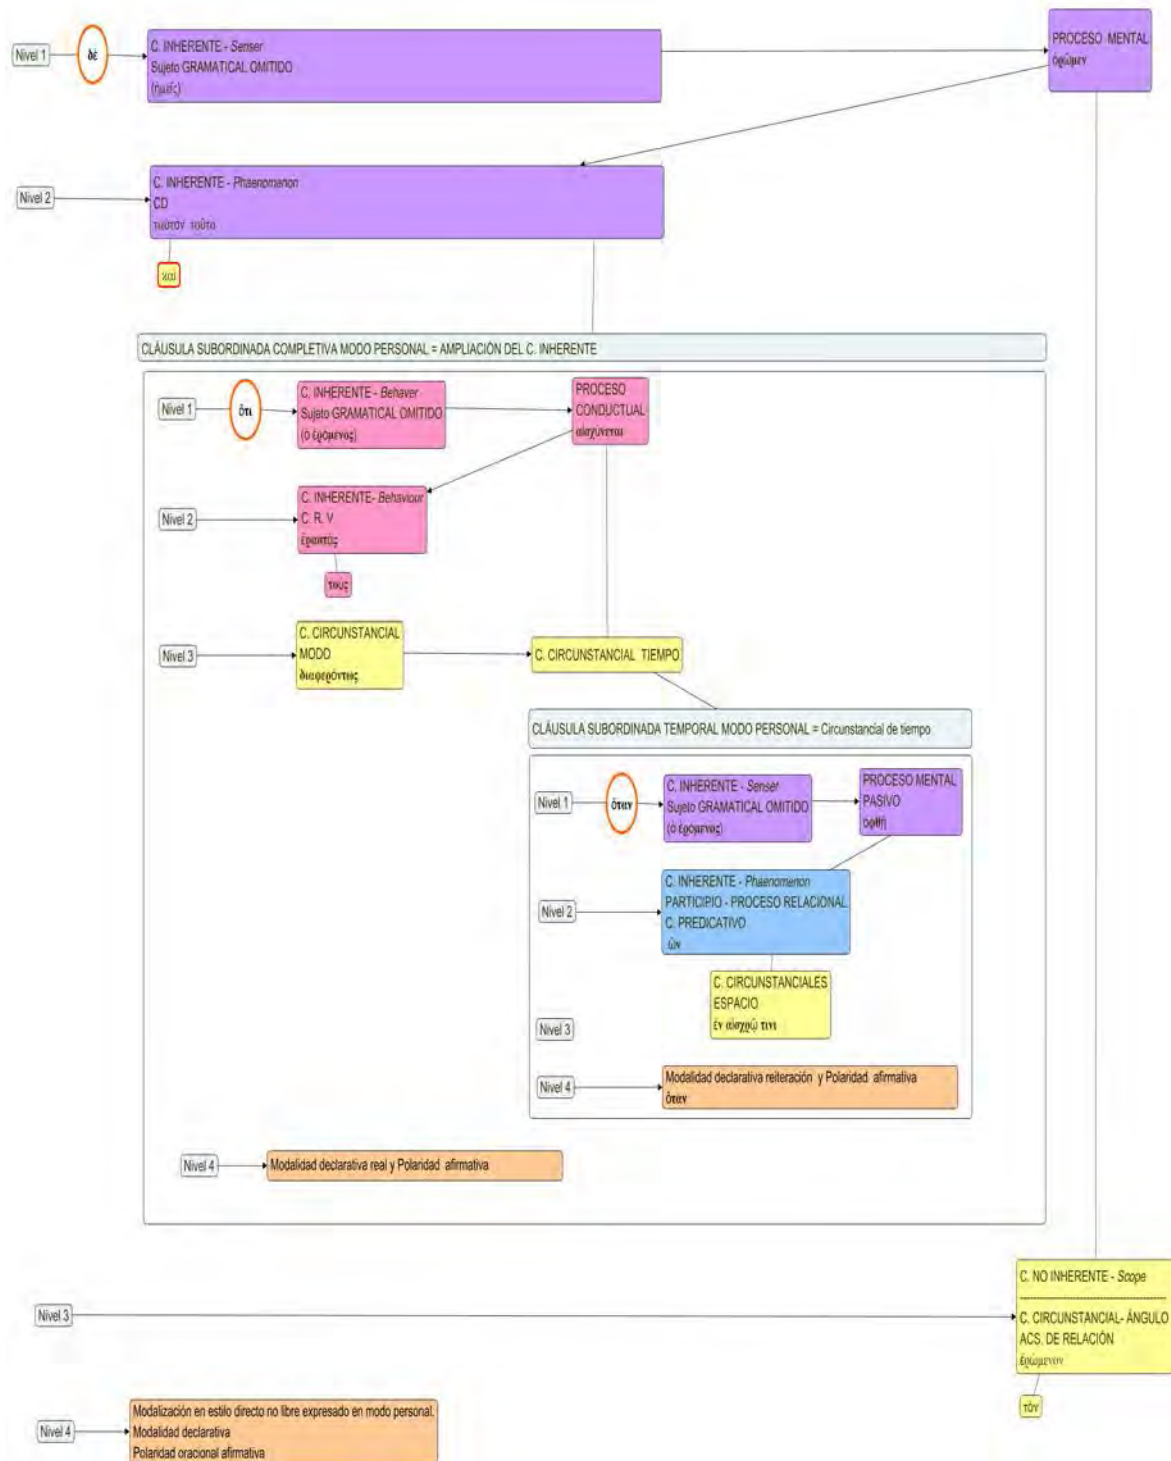 Nivel 1
δέ
C. INHERENTE - Senser
Sujeto GRAMATICAL OMITIDO
(ἡμεῖς)
PROCESO MENTAL
ὁρῶμεν
Nivel 2
C. INHERENTE - Phaenomenon
CD
ταὐτὸν τοῦτο
καὶ
CLÁUSULA SUBORDINADA COMPLETIVA MODO PERSONAL = AMPLIACIÓN DEL C. INHERENTE
Nivel 1
ὅτι
C. INHERENTE - Behaver
Sujeto GRAMATICAL OMITIDO
(ὁ ἐρόμενος)
PROCESO
CONDUCTUAL
αἰσχύνεται
Nivel 2
C. INHERENTE- Behaviour
C. R. V
ἐραστὰς
τοὺς
Nivel 3
C. CIRCUNSTANCIAL
MODO
διαφερόντως
C. CIRCUNSTANCIAL TIEMPO
CLÁUSULA SUBORDINADA TEMPORAL MODO PERSONAL = Circunstancial de tiempo
Nivel 1
ὅταν
C. INHERENTE - Senser
Sujeto GRAMATICAL OMITIDO
(ὁ ἐρόμενος)
PROCESO MENTAL
PASIVO
ὀφθῇ
Nivel 2
C. INHERENTE - Phaenomenon
PARTICIPIO - PROCESO RELACIONAL
C. PREDICATIVO
ὤν
C. CIRCUNSTANCIALES
ESPACIO
ἐν αἰσχρῷ τινι
Nivel 3
Nivel 4
Modalidad declarativa reiteración y Polaridad afirmativa
ὅταν
Nivel 4
Modalidad declarativa real y Polaridad afirmativa
C. NO INHERENTE - Scope
C. CIRCUNSTANCIAL- ÁNGULO
ACS. DE RELACIÓN
ἐρώμενον
τὸν
Nivel 3
Nivel 4
Modalización en estilo directo no libre expresado en modo personal.
Modalidad declarativa
Polaridad oracional afirmativa